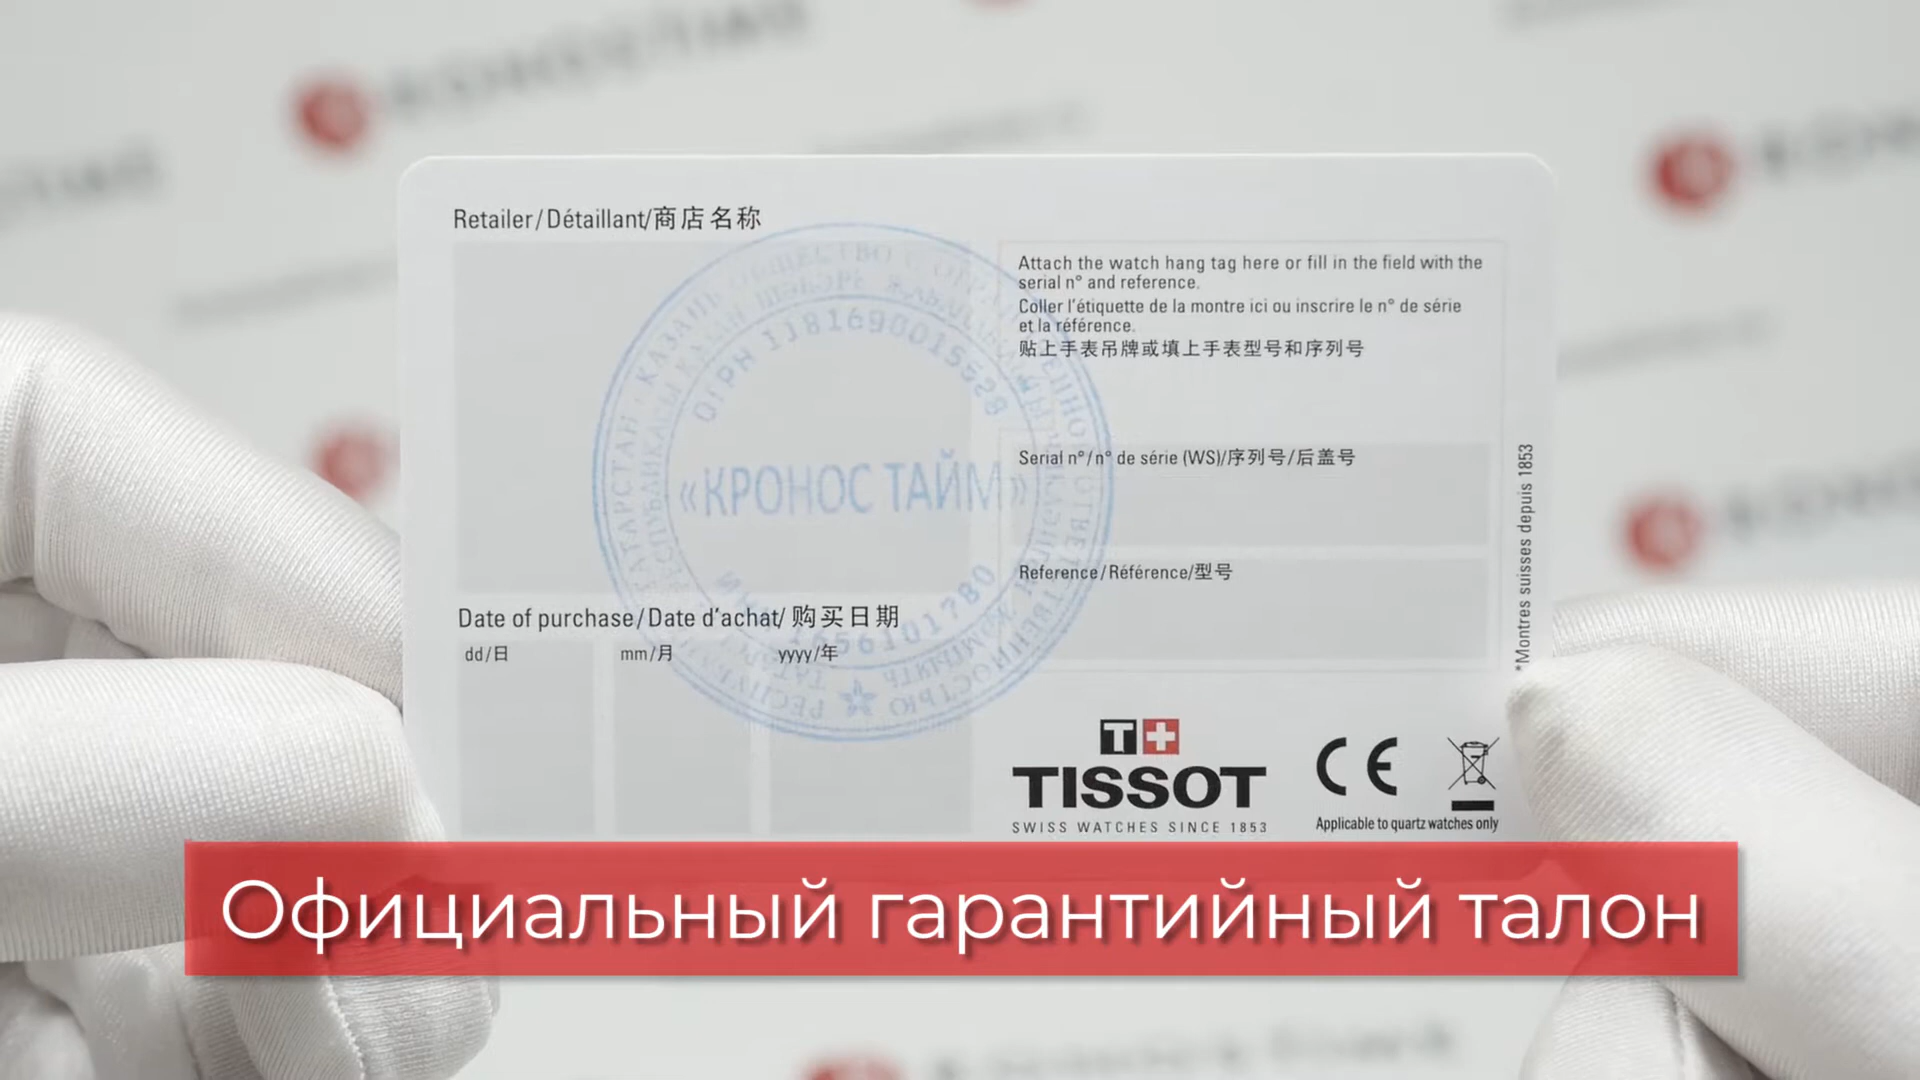 Retailer/Détaillant/商店名称
Attach the watch hang tag here or fill in the field with the
serial n° and reference.
Coller l'étiquette de la montre ici ou inscrire le n° de série
et la référence.
贴上手表吊牌或填上手表型号和序列号
Serial n°/n° de série (WS)/序列号/后盖号
Reference/Référence/型号
*Montres suisses depuis 1853
ОГРН 1181690015528
«КРОНОС ТАЙМ»
ИНН 1656101780
Date of purchase/Date d'achat/购买日期
dd/日 mm/月 yyyy/年
T+
TISSOT
SWISS WATCHES SINCE 1853
CE
Applicable to quartz watches only
Официальный гарантийный талон